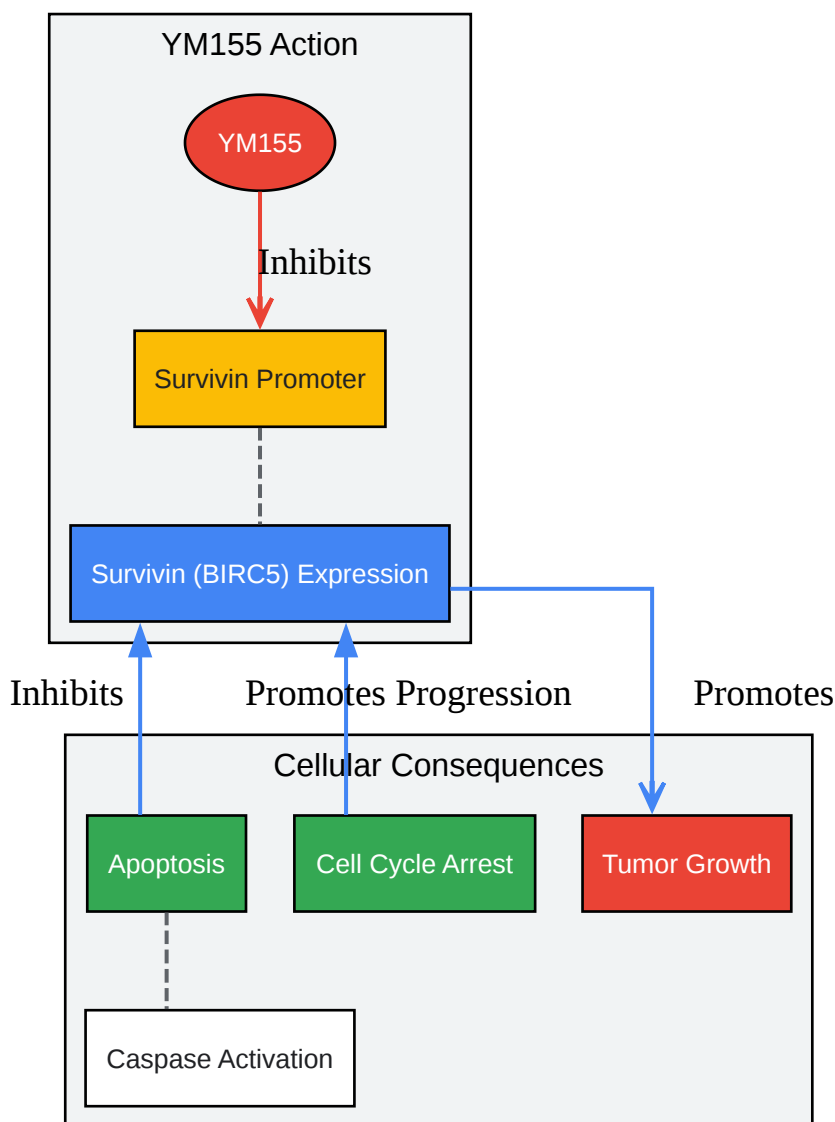 YM155 Action
YM155
Inhibits
Survivin Promoter
Survivin (BIRC5) Expression
Inhibits
Promotes Progression
Promotes
Cellular Consequences
Apoptosis
Cell Cycle Arrest
Tumor Growth
Caspase Activation